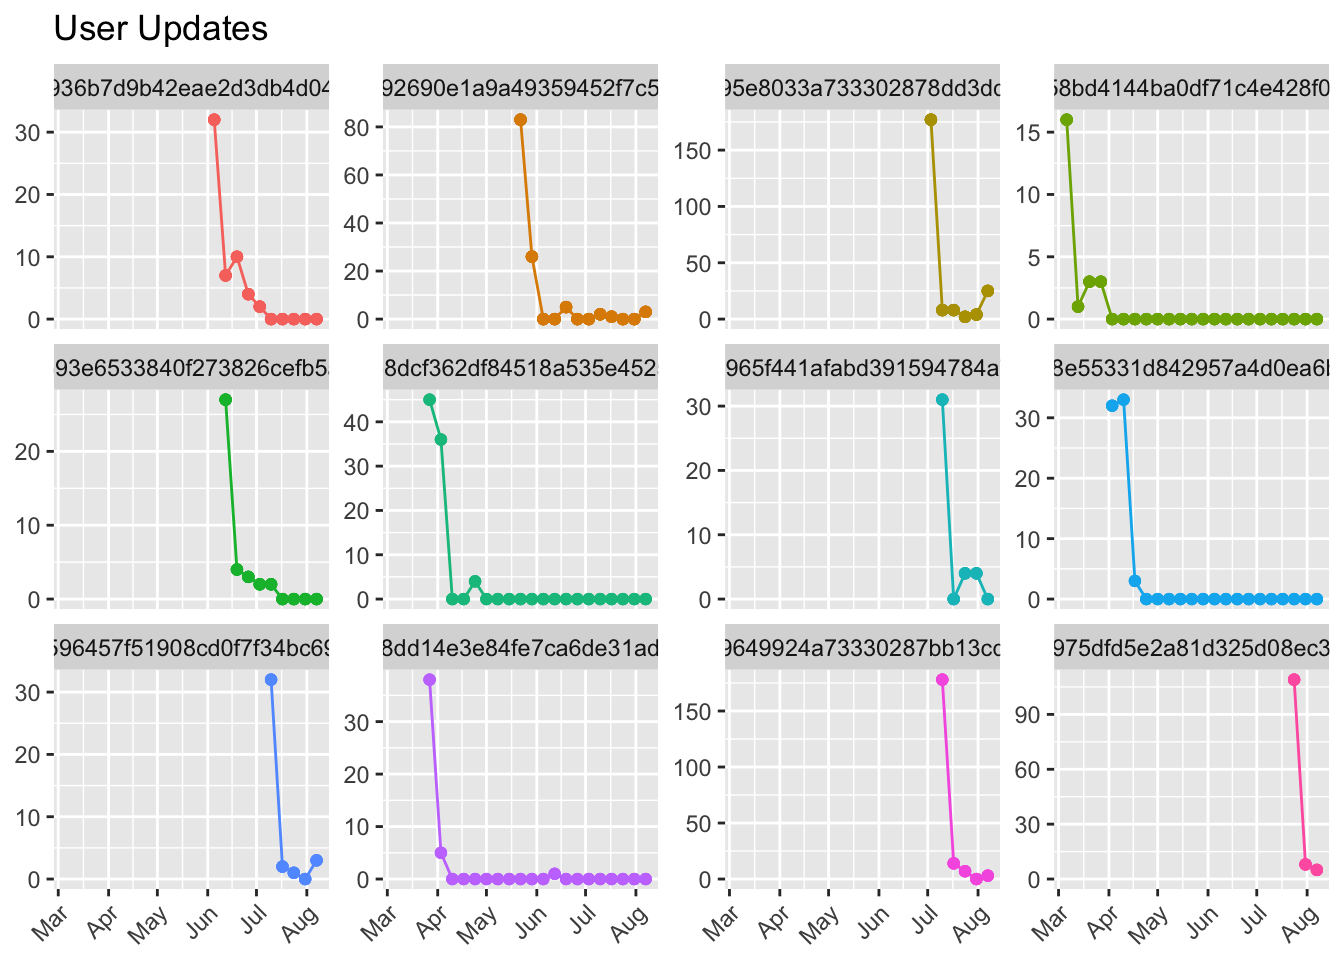 User Updates
936b7d9b42eae2d3db4d04
92690e1a9a49359452f7c5
95e8033a733302878dd3dc
58bd4144ba0df71c4e428f0
30
20
10
0
80
60
40
20
0
150
100
50
0
15
10
5
0
93e6533840f273826cefb5
8dcf362df84518a535e452
965f441afabd391594784a
8e55331d842957a4d0ea6b
20
10
0
40
30
20
10
0
30
20
10
0
30
20
10
0
596457f51908cd0f7f34bc69
8dd14e3e84fe7ca6de31ad
9649924a73330287bb13cc
975dfd5e2a81d325d08ec3
30
20
10
0
30
20
10
0
150
100
50
0
90
60
30
0
Mar Apr May Jun Jul Aug
Mar Apr May Jun Jul Aug
Mar Apr May Jun Jul Aug
Mar Apr May Jun Jul Aug